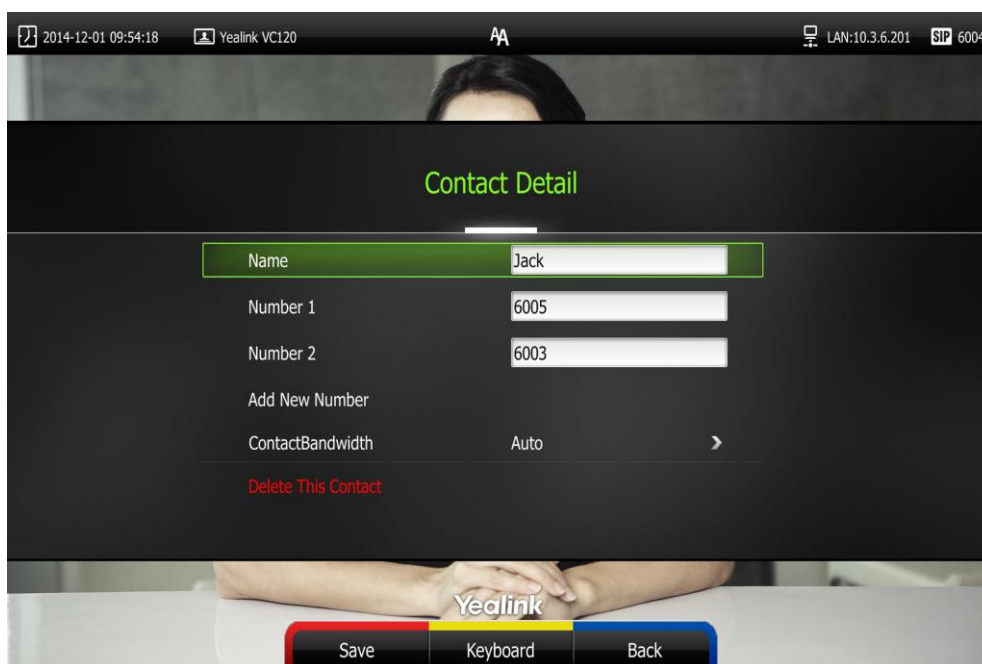 2014-12-01 09:54:18 Yealink VC120 AA LAN:10.3.6.201 SIP 6004
Contact Detail
Name Jack
Number 1 6005
Number 2 6003
Add New Number
ContactBandwidth Auto
Delete This Contact
Yealink
Save Keyboard Back